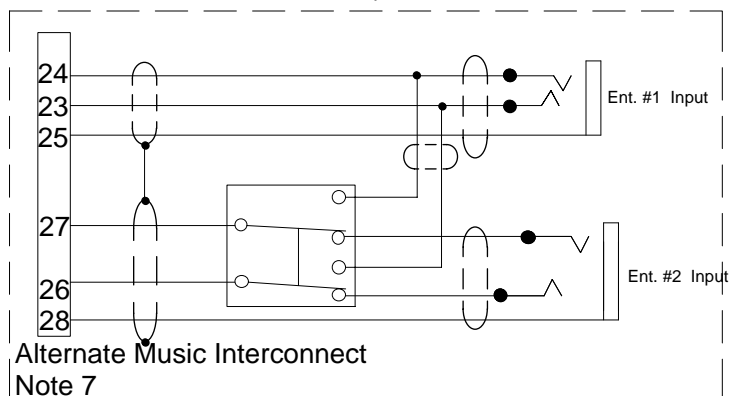 24
23
25
Ent. #1 Input
27
26
28
Ent. #2 Input
Alternate Music Interconnect
Note 7